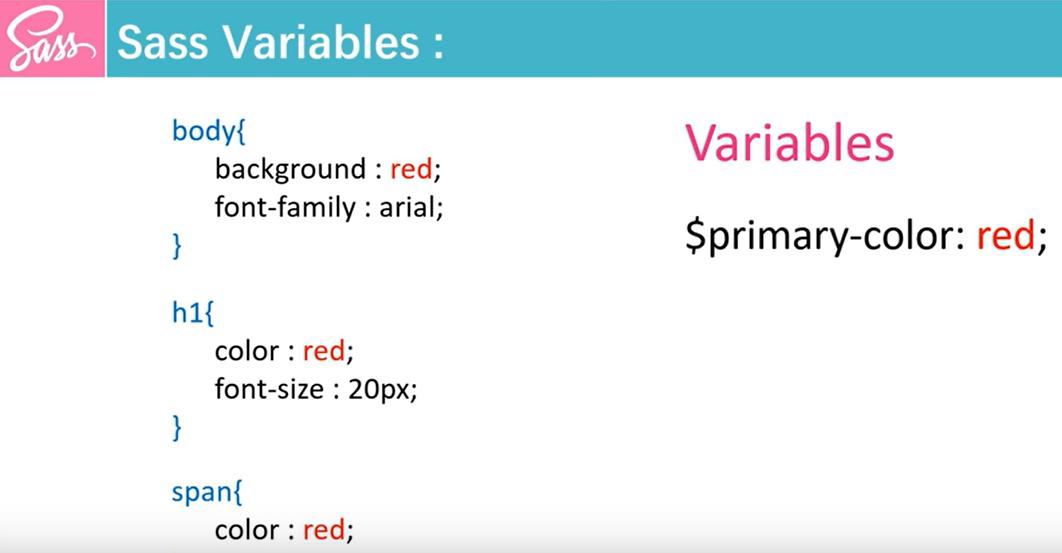 Sass
Sass Variables :
body{
background : red;
font-family : arial;
}
h1{
color : red;
font-size : 20px;
}
span{
color : red;
Variables
$primary-color: red;